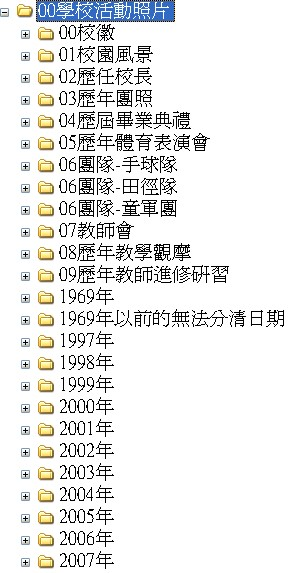 00學校活動照片
00校徽
01校園風景
02歷任校長
03歷年團照
04歷屆畢業典禮
05歷年體育表演會
06團隊-手球隊
06團隊-田徑隊
06團隊-童軍團
07教師會
08歷年教學觀摩
09歷年教師進修研習
1969年
1969年以前的無法分清日期
1997年
1998年
1999年
2000年
2001年
2002年
2003年
2004年
2005年
2006年
2007年